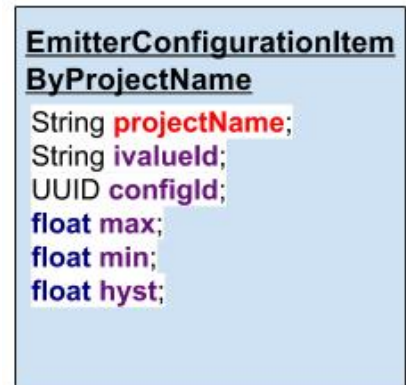 EmitterConfigurationItem
ByProjectName
String projectName;
String ivalueId;
UUID configId;
float max;
float min;
float hyst;